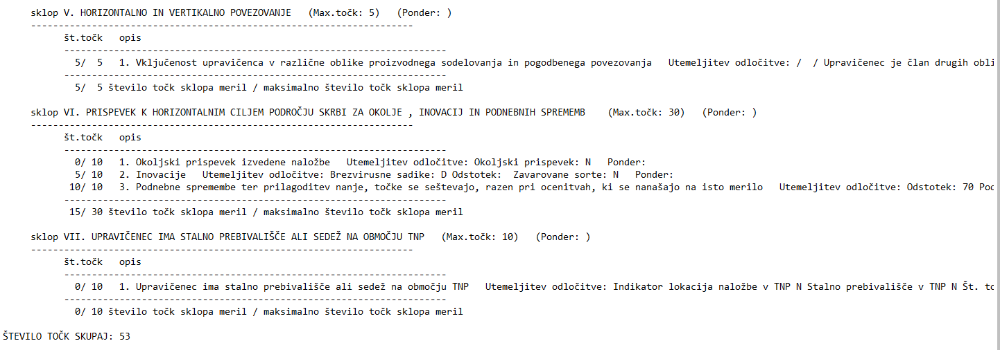 sklop V. HORIZONTALNO IN VERTIKALNO POVEZOVANJE (Max.točk: 5) (Ponder: )
---------------------------------------------------------------------
št.točk opis
---------------------------------------------------------------------
5/ 5 1. Vključenost upravičenca v različne oblike proizvodnega sodelovanja in pogodbenega povezovanja Utemeljitev odločitve: / / Upravičenec je član drugih obli
---------------------------------------------------------------------
5/ 5 število točk sklopa meril / maksimalno število točk sklopa meril
sklop VI. PRISPEVEK K HORIZONTALNIM CILJEM PODROČJU SKRBI ZA OKOLJE , INOVACIJ IN PODNEBNIH SPREMEMB (Max.točk: 30) (Ponder: )
---------------------------------------------------------------------
št.točk opis
---------------------------------------------------------------------
0/ 10 1. Okoljski prispevek izvedene naložbe Utemeljitev odločitve: Okoljski prispevek: N Ponder:
5/ 10 2. Inovacije Utemeljitev odločitve: Brezvirusne sadike: D Odstotek: Zavarovane sorte: N Ponder:
10/ 10 3. Podnebne spremembe ter prilagoditev nanje, točke se seštevajo, razen pri ocenitvah, ki se nanašajo na isto merilo Utemeljitev odločitve: Odstotek: 70 Pod
---------------------------------------------------------------------
15/ 30 število točk sklopa meril / maksimalno število točk sklopa meril
sklop VII. UPRAVIČENEC IMA STALNO PREBIVALIŠČE ALI SEDEŽ NA OBMOČJU TNP (Max.točk: 10) (Ponder: )
---------------------------------------------------------------------
št.točk opis
---------------------------------------------------------------------
0/ 10 1. Upravičenec ima stalno prebivališče ali sedež na območju TNP Utemeljitev odločitve: Indikator lokacija naložbe v TNP N Stalno prebivališče v TNP N Št. to
---------------------------------------------------------------------
0/ 10 število točk sklopa meril / maksimalno število točk sklopa meril
ŠTEVILO TOČK SKUPAJ: 53